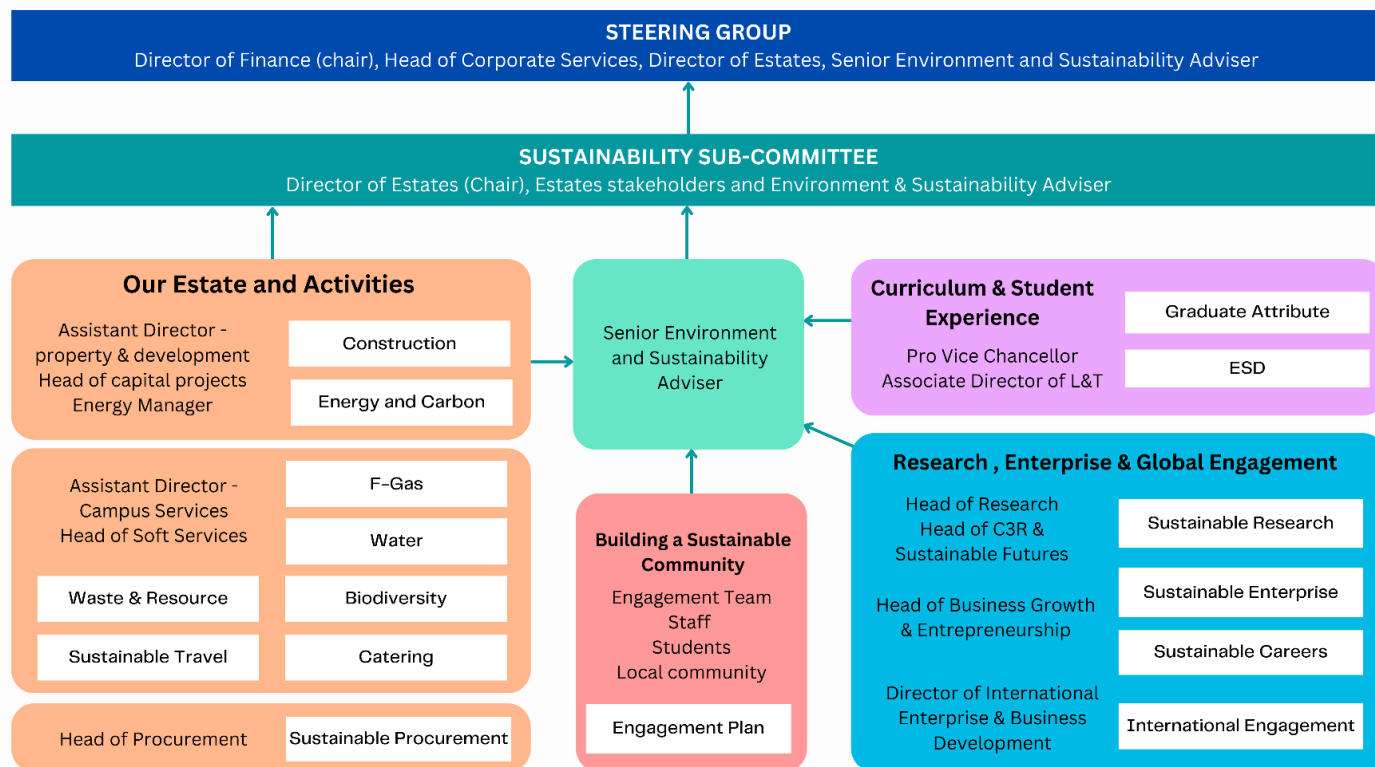 STEERING GROUP
Director of Finance (chair), Head of Corporate Services, Director of Estates, Senior Environment and Sustainability Adviser
SUSTAINABILITY SUB-COMMITTEE
Director of Estates (Chair), Estates stakeholders and Environment & Sustainability Adviser
Our Estate and Activities
Assistant Director -
property & development
Head of capital projects
Energy Manager
Construction
Energy and Carbon
Assistant Director -
Campus Services
Head of Soft Services
F-Gas
Water
Waste & Resource
Biodiversity
Sustainable Travel
Catering
Head of Procurement
Sustainable Procurement
Senior Environment
and Sustainability
Adviser
Building a Sustainable
Community
Engagement Team
Staff
Students
Local community
Engagement Plan
Curriculum & Student
Experience
Pro Vice Chancellor
Associate Director of L&T
Graduate Attribute
ESD
Research , Enterprise & Global Engagement
Head of Research
Head of C3R &
Sustainable Futures
Sustainable Research
Head of Business Growth
& Entrepreneurship
Sustainable Enterprise
Sustainable Careers
Director of International
Enterprise & Business
Development
International Engagement